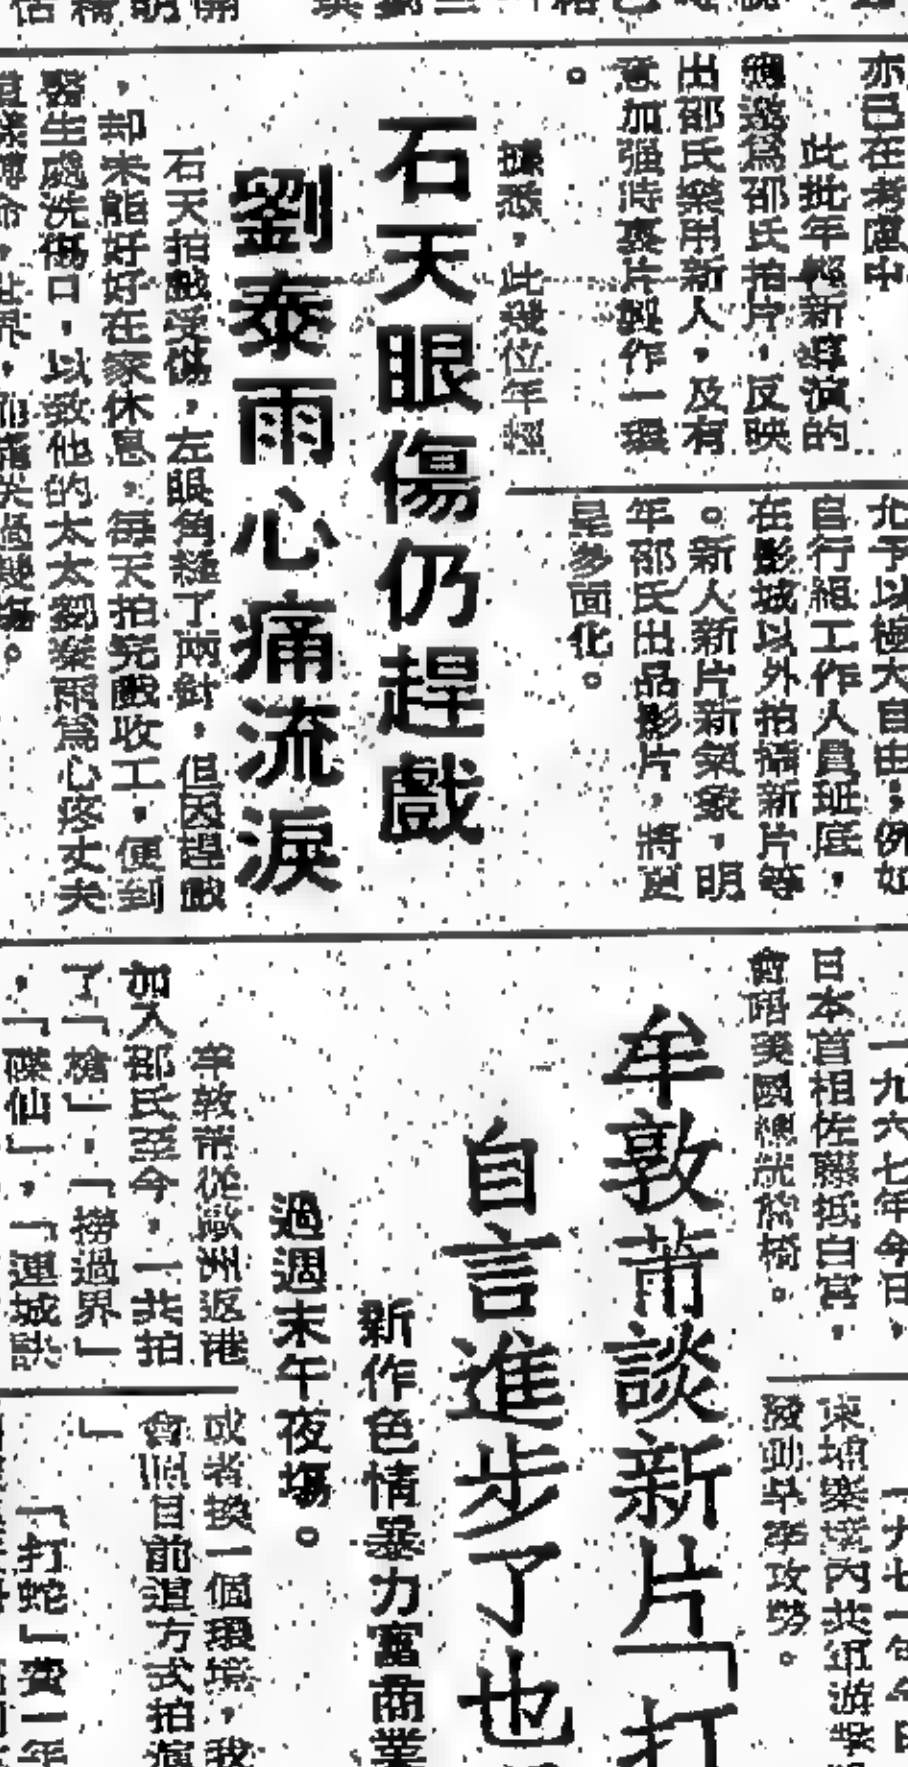 亦已在考慮中
此批年輕新導演的
為邵氏拍片,反映
出邵氏樂用新人,及有
意加強時裝片製作一環
。
據悉,此幾位年輕
北予以極大自由;例如
自行組工作人員班底,
在影城以外拍攝新片等
。新人新片新氣象,明
年邵氏出品影片,將更
是多面化。
石天眼傷仍趕戲
劉泰雨心痛流淚
石天拍戲受傷,左眼角縫了兩針,但因趕戲
,却未能好好在家休息。每天拍完戲收工,便到
醫生處洗傷口,以致他的太太劉泰雨為心疼丈夫
一九六七年今日,
日本首相佐藤抵白宮,
會晤美國總統詹森。
一九七一年今日
柬埔寨境內共軍游擊
發動旱季攻勢。
牟敦芾談新片「打
自言進步了也
新作色情暴力富商業
過週末午夜場。
牟敦芾從歐洲返港
加入邵氏至今,一共拍
了「槍」,「撈過界」
,「碟仙」,「連城訣
或者換一個環境,我
會照目前這方式拍
」
「打蛇」費一年